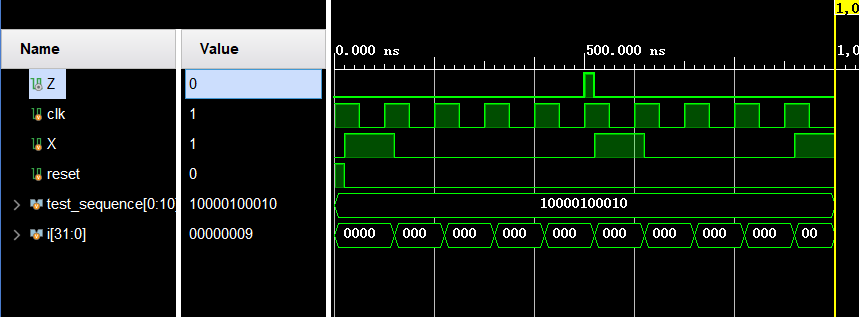 1,0
Name Value
0.000 ns 500.000 ns 1,0
Z 0
clk 1
X 1
reset 0
test_sequence[0:10] 10000100010 10000100010
i[31:0] 00000009 0000 000 000 000 000 000 000 000 000 00